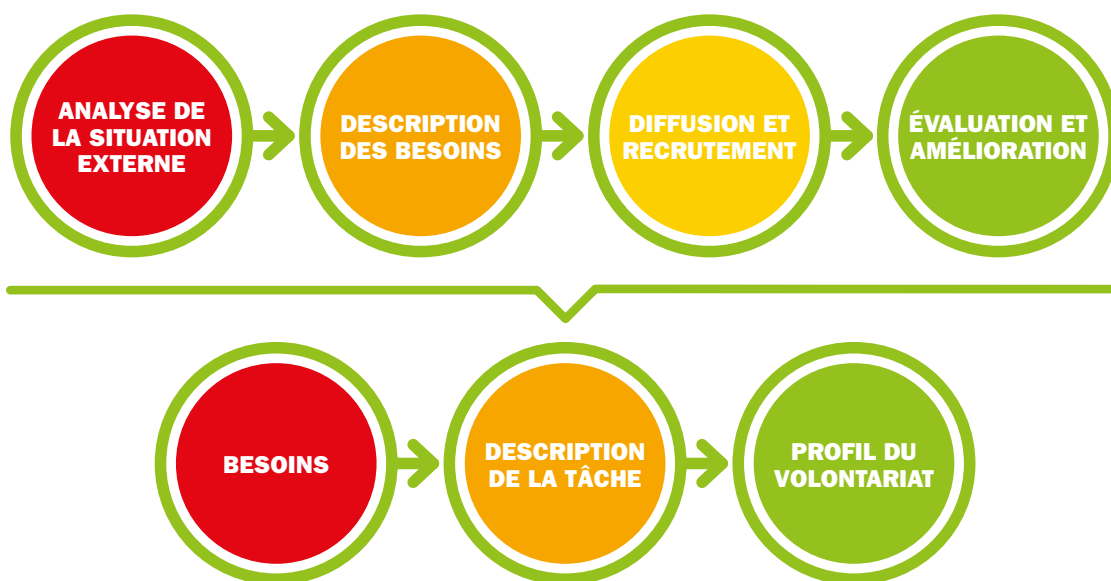 ANALYSE DE
LA SITUATION
EXTERNE
DESCRIPTION
DES BESOINS
DIFFUSION ET
RECRUTEMENT
ÉVALUATION ET
AMÉLIORATION
BESOINS
DESCRIPTION
DE LA TÂCHE
PROFIL DU
VOLONTARIAT